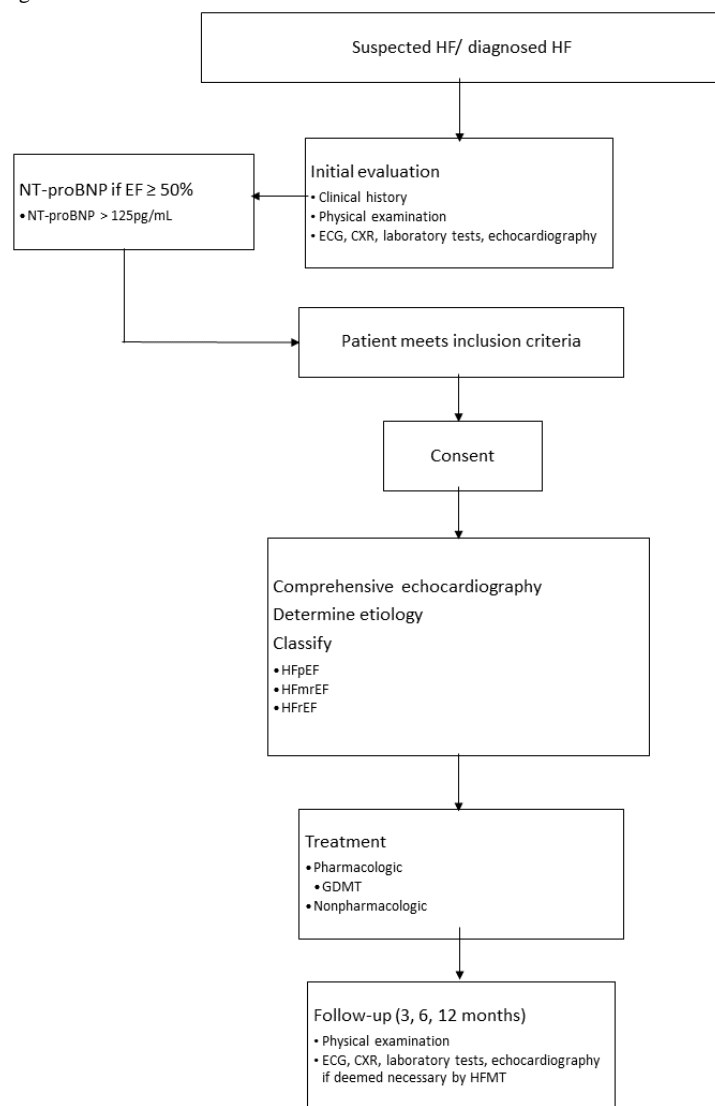 Suspected HF/ diagnosed HF
Initial evaluation
• Clinical history
• Physical examination
• ECG, CXR, laboratory tests, echocardiography
NT-proBNP if EF ≥ 50%
• NT-proBNP > 125pg/mL
Patient meets inclusion criteria
Consent
Comprehensive echocardiography
Determine etiology
Classify
• HFpEF
• HFmrEF
• HFrEF
Treatment
• Pharmacologic
• GDMT
• Nonpharmacologic
Follow-up (3, 6, 12 months)
• Physical examination
• ECG, CXR, laboratory tests, echocardiography
if deemed necessary by HFMT